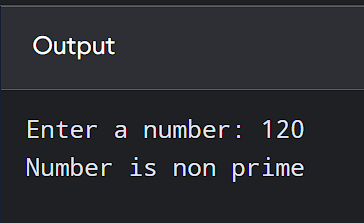 Output
Enter a number: 120
Number is non prime